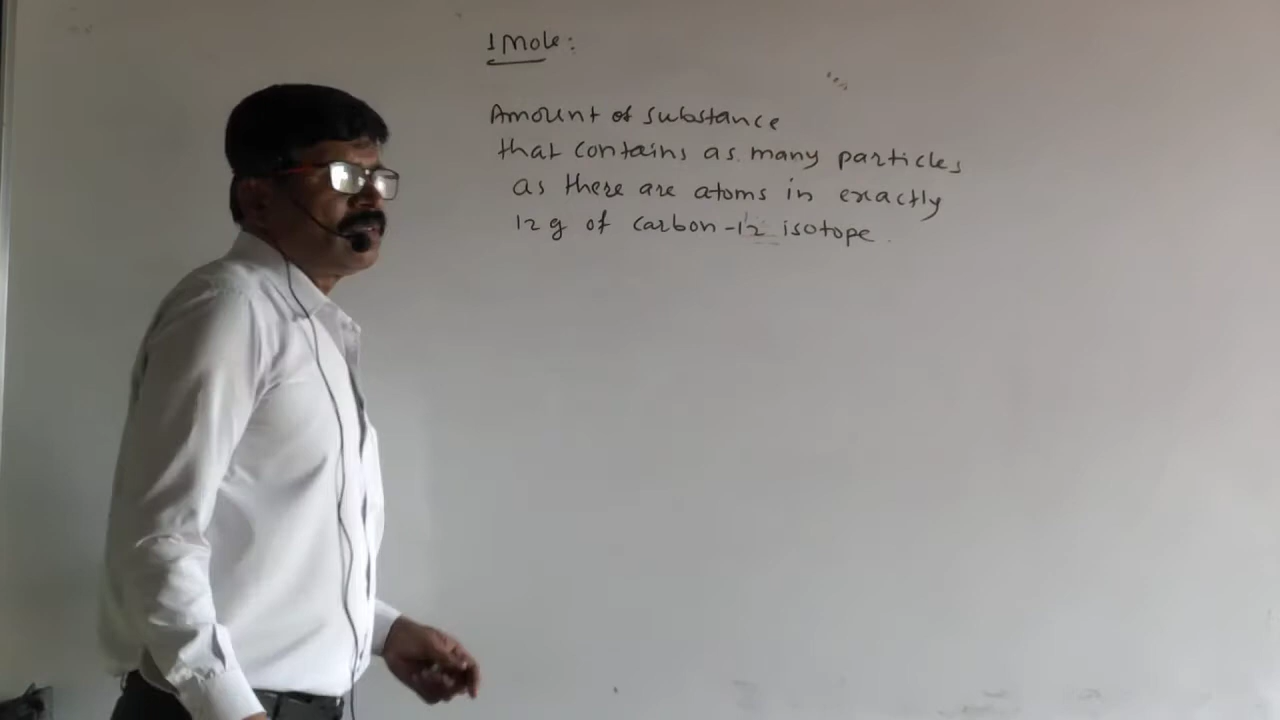 1 Mole:
Amount of substance
that contains as many particles
as there are atoms in exactly
12 g of carbon-12 isotope.